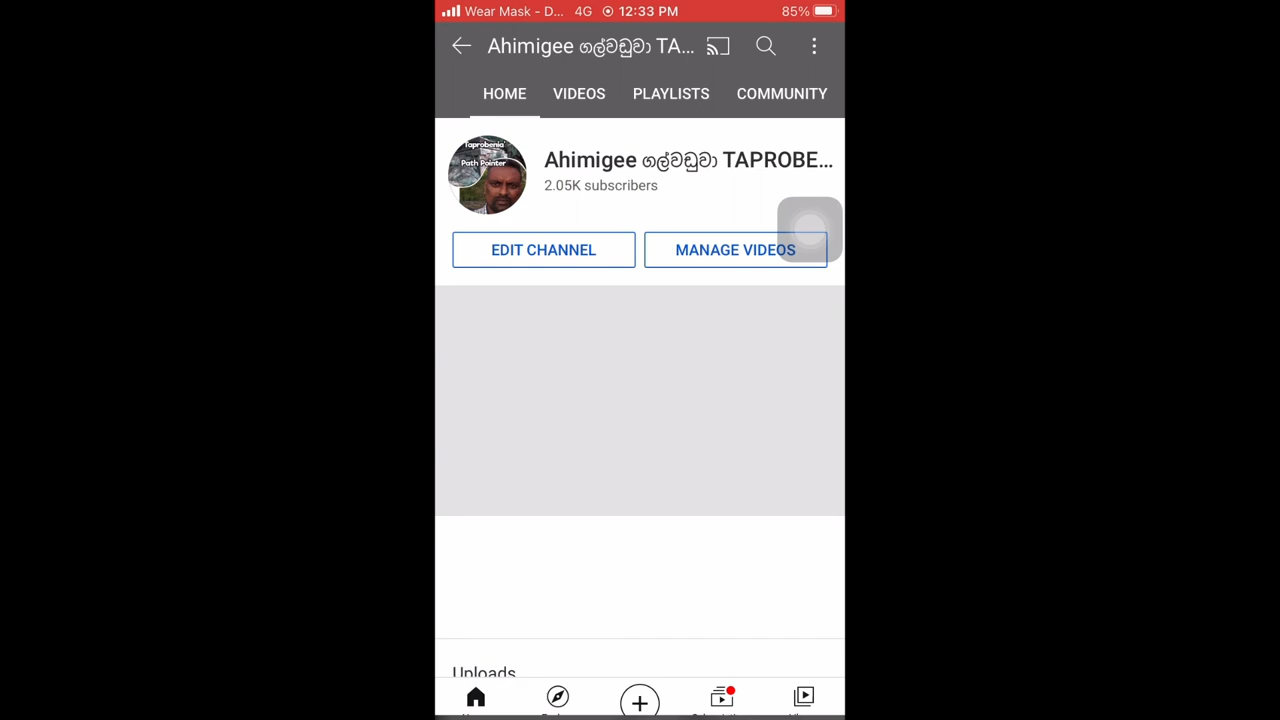 Wear Mask - D... 4G 12:33 PM 85%
Ahimigee ගල්වඩුවා TA...
HOME VIDEOS PLAYLISTS COMMUNITY
Taprobenia
Path Pointer
Ahimigee ගල්වඩුවා TAPROBE...
2.05K subscribers
EDIT CHANNEL MANAGE VIDEOS
Uploads